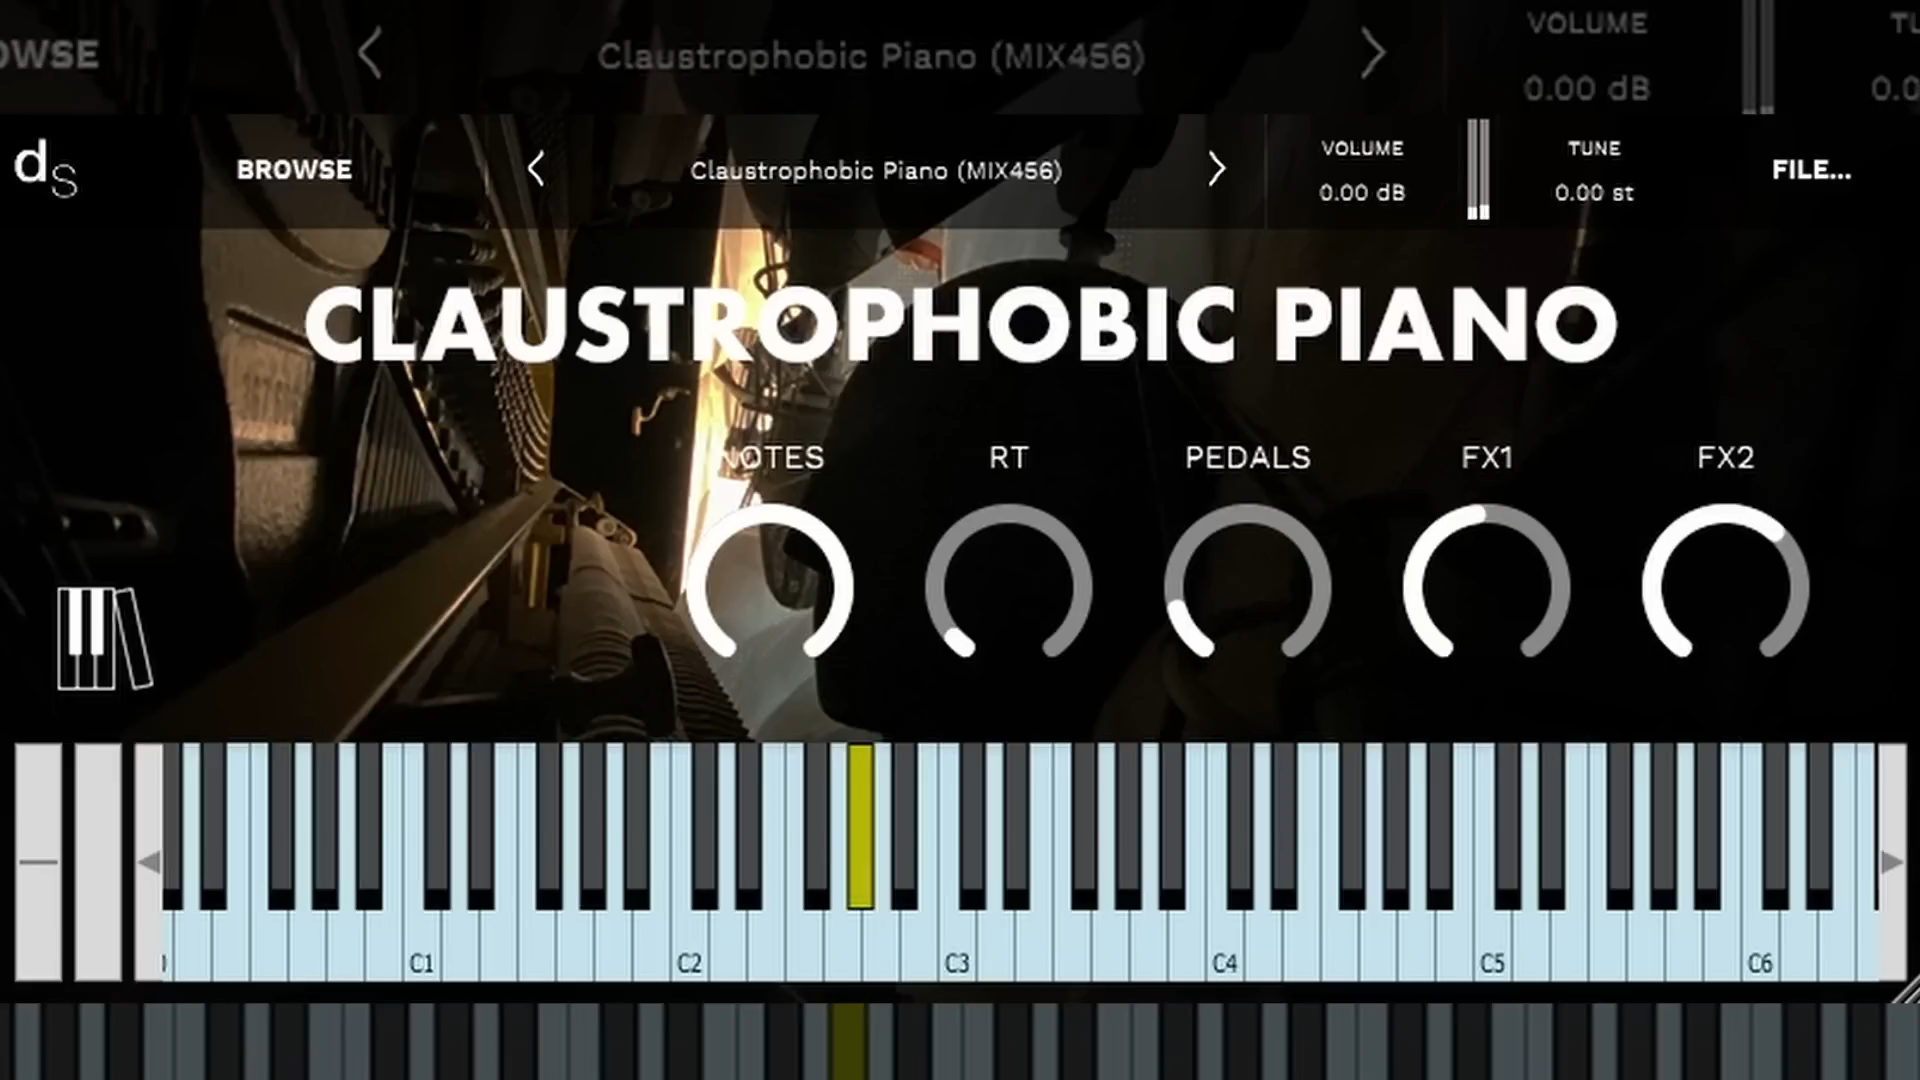 OWSE
Claustrophobic Piano (MIX456)
VOLUME
0.00 dB
dS
BROWSE
Claustrophobic Piano (MIX456)
VOLUME
0.00 dB
TUNE
0.00 st
FILE...
CLAUSTROPHOBIC PIANO
NOTES
RT
PEDALS
FX1
FX2
C1
C2
C3
C4
C5
C6